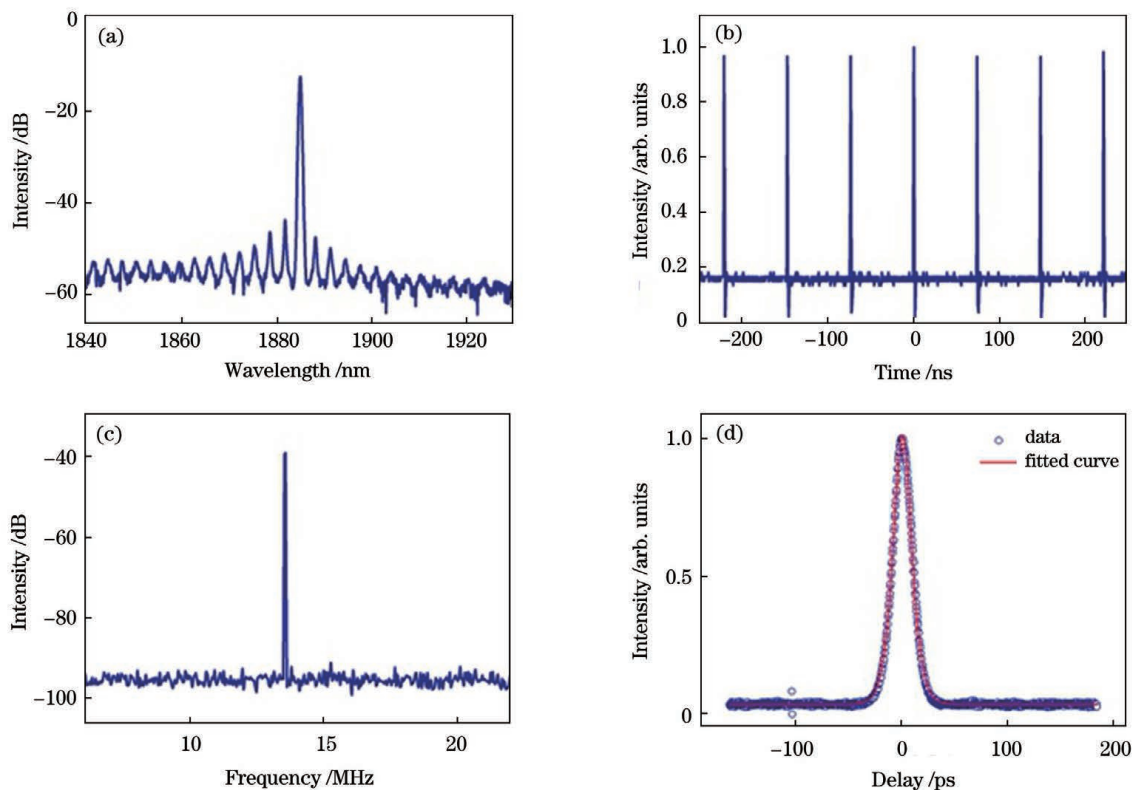 (a)
Intensity /dB
0
−20
−40
−60
1840 1860 1880 1900 1920
Wavelength /nm
(b)
Intensity /arb. units
1.0
0.8
0.6
0.4
0.2
0
−200 −100 0 100 200
Time /ns
(c)
Intensity /dB
−40
−60
−80
−100
10 15 20
Frequency /MHz
(d)
data
fitted curve
Intensity /arb. units
1.0
0.5
0
−100 0 100 200
Delay /ps